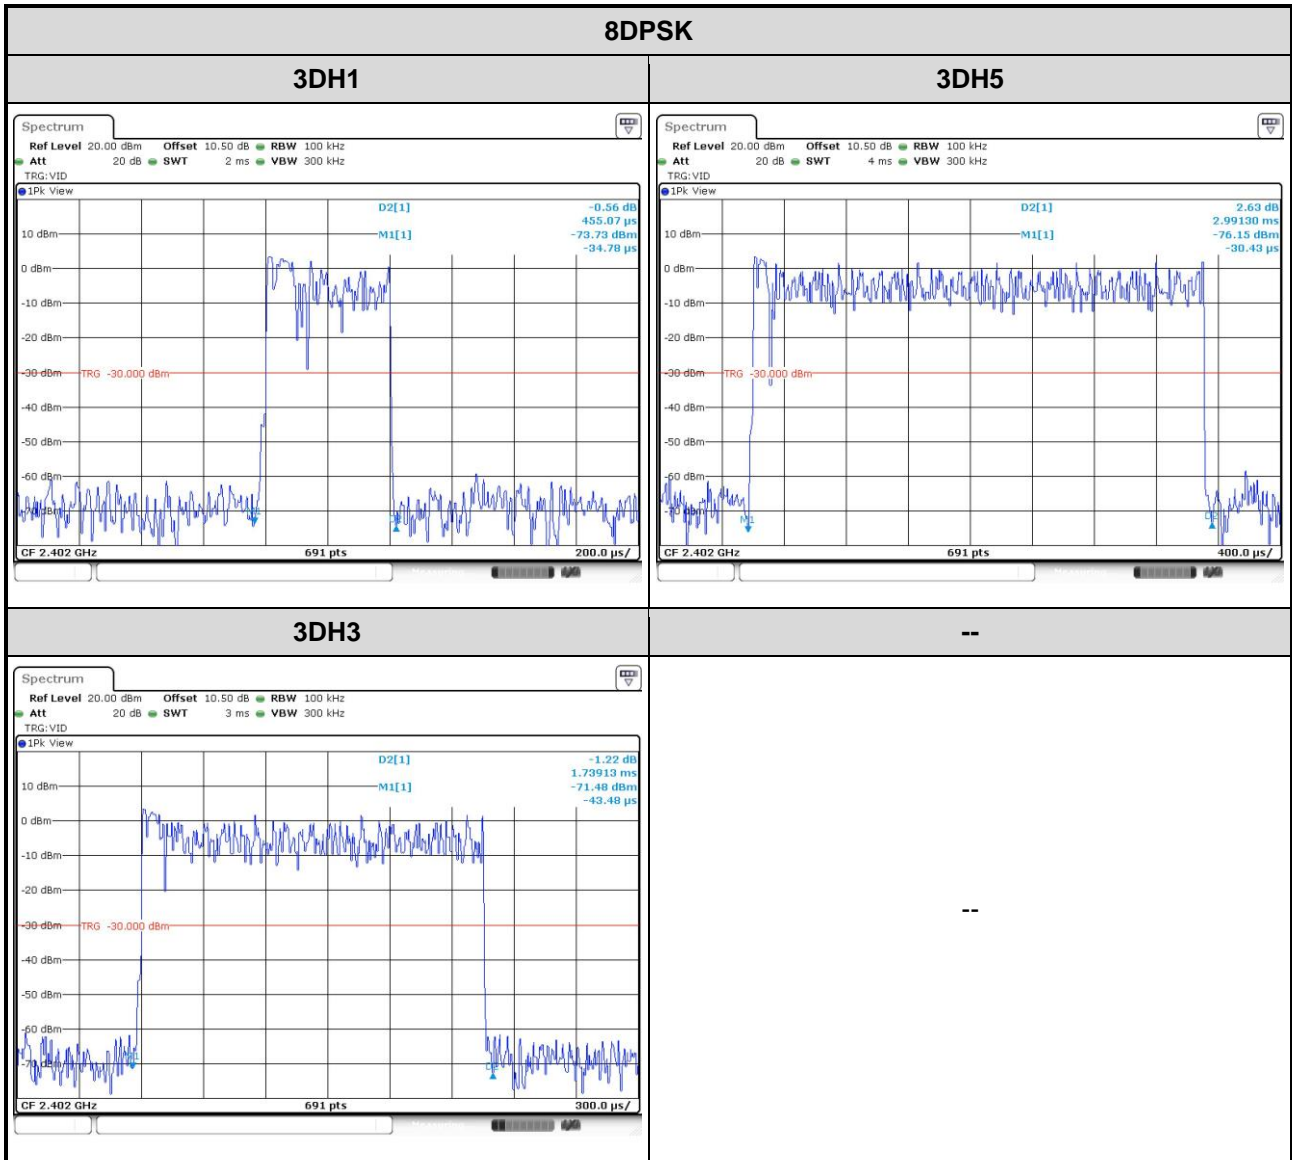 8DPSK
3DH1
3DH5
Spectrum
Ref Level 20.00 dBm Offset 10.50 dB RBW 100 kHz
Att 20 dB SWT 2 ms VBW 300 kHz
TRG:VID
1Pk View
D2[1] -0.56 dB
455.07 µs
M1[1] -73.73 dBm
-34.78 µs
10 dBm
0 dBm
-10 dBm
-20 dBm
-30 dBm
TRG -30.000 dBm
-40 dBm
-50 dBm
-60 dBm
CF 2.402 GHz 691 pts 200.0 µs/
Spectrum
Ref Level 20.00 dBm Offset 10.50 dB RBW 100 kHz
Att 20 dB SWT 4 ms VBW 300 kHz
TRG:VID
1Pk View
D2[1] 2.63 dB
2.99130 ms
M1[1] -76.15 dBm
-30.43 µs
10 dBm
0 dBm
-10 dBm
-20 dBm
-30 dBm
TRG -30.000 dBm
-40 dBm
-50 dBm
-60 dBm
-70 dBm
M1
CF 2.402 GHz 691 pts 400.0 µs/
3DH3
--
Spectrum
Ref Level 20.00 dBm Offset 10.50 dB RBW 100 kHz
Att 20 dB SWT 3 ms VBW 300 kHz
TRG:VID
1Pk View
D2[1] -1.22 dB
1.73913 ms
M1[1] -71.48 dBm
-43.48 µs
10 dBm
0 dBm
-10 dBm
-20 dBm
-30 dBm
TRG -30.000 dBm
-40 dBm
-50 dBm
-60 dBm
CF 2.402 GHz 691 pts 300.0 µs/
--